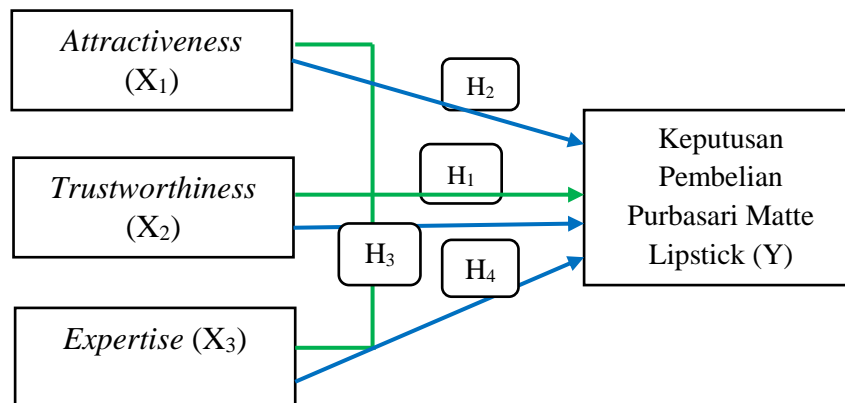 Attractiveness
(X₁)
H₂
Keputusan
Pembelian
Purbasari Matte
Lipstick (Y)
Trustworthiness
(X₂)
H₁
H₃
H₄
Expertise (X₃)